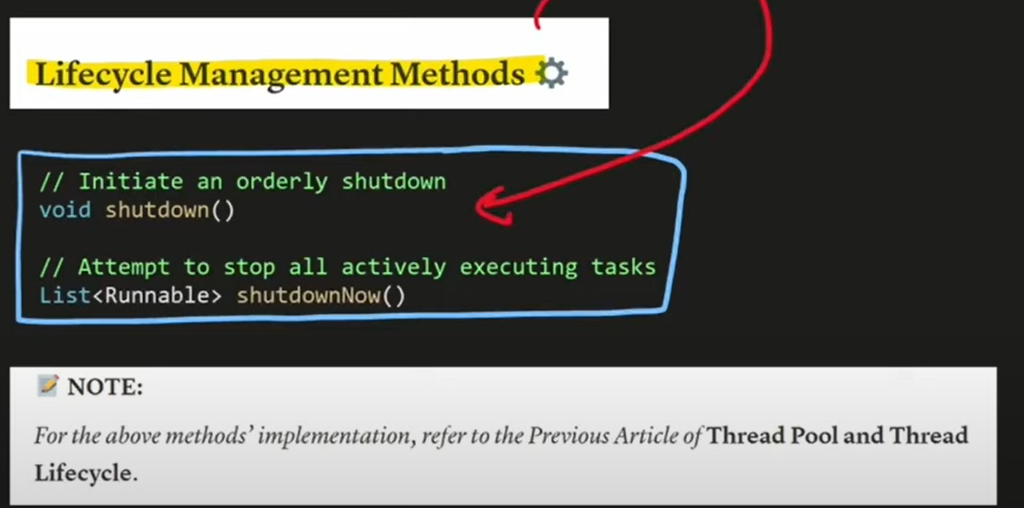 Lifecycle Management Methods ⚙️
// Initiate an orderly shutdown
void shutdown()
// Attempt to stop all actively executing tasks
List<Runnable> shutdownNow()
📝 NOTE:
For the above methods’ implementation, refer to the Previous Article of Thread Pool and Thread
Lifecycle.